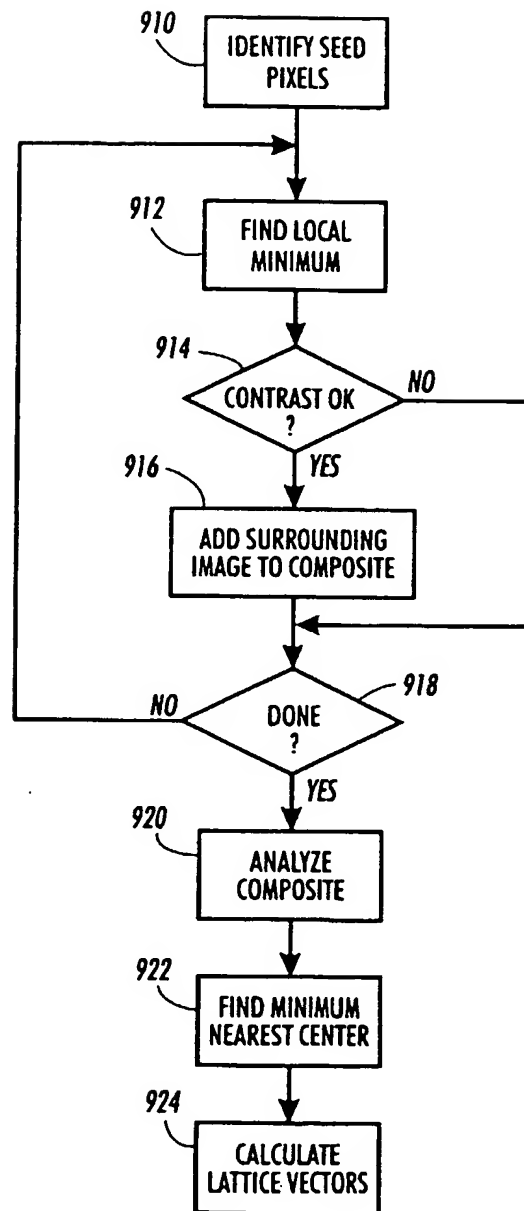 910
IDENTIFY SEED
PIXELS
912
FIND LOCAL
MINIMUM
914
CONTRAST OK
?
NO
YES
916
ADD SURROUNDING
IMAGE TO COMPOSITE
918
DONE
?
NO
YES
920
ANALYZE
COMPOSITE
922
FIND MINIMUM
NEAREST CENTER
924
CALCULATE
LATTICE VECTORS